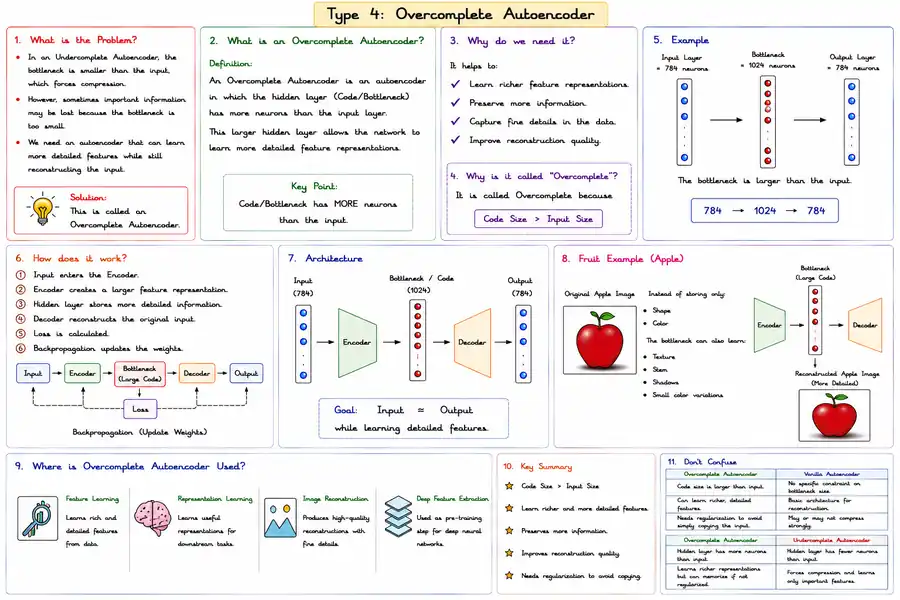 Type 4: Overcomplete Autoencoder
1. What is the Problem?
• In an Undercomplete Autoencoder, the
bottleneck is smaller than the input,
which forces compression.
• However, sometimes important information
may be lost because the bottleneck is
too small.
• We need an autoencoder that can learn
more detailed features while still
reconstructing the input.
Solution:
This is called an
Overcomplete Autoencoder.
2. What is an Overcomplete Autoencoder?
Definition:
An Overcomplete Autoencoder is an autoencoder
in which the hidden layer (Code/Bottleneck)
has more neurons than the input layer.
This larger hidden layer allows the network to
learn more detailed feature representations.
Key Point:
Code/Bottleneck has MORE neurons
than the input.
3. Why do we need it?
It helps to:
✓ Learn richer feature representations.
✓ Preserve more information.
✓ Capture fine details in the data.
✓ Improve reconstruction quality.
4. Why is it called "Overcomplete"?
It is called Overcomplete because
Code Size > Input Size
5. Example
Input Layer
= 784 neurons
Bottleneck
= 1024 neurons
Output Layer
= 784 neurons
The bottleneck is larger than the input.
784 → 1024 → 784
6. How does it work?
1 Input enters the Encoder.
2 Encoder creates a larger feature representation.
3 Hidden layer stores more detailed information.
4 Decoder reconstructs the original input.
5 Loss is calculated.
6 Backpropagation updates the weights.
Input
Encoder
Bottleneck
(Large Code)
Decoder
Output
Loss
Backpropagation (Update Weights)
7. Architecture
Input
(784)
Bottleneck / Code
(1024)
Output
(784)
Encoder
Decoder
Goal: Input ≈ Output
while learning detailed features.
8. Fruit Example (Apple)
Original Apple Image
Instead of storing only:
• Shape
• Color
The bottleneck can also learn:
• Texture
• Stem
• Shadows
• Small color variations
Bottleneck
(Large Code)
Encoder
Decoder
Reconstructed Apple Image
(More Detailed)
9. Where is Overcomplete Autoencoder Used?
Feature Learning
Learns rich and
detailed features
from data.
Representation Learning
Learns useful
representations for
downstream tasks.
Image Reconstruction
Produces high-quality
reconstructions with
fine details.
Deep Feature Extraction
Used as pre-training
step for deep neural
networks.
10. Key Summary
Code Size > Input Size
Learn richer and more detailed features.
Preserves more information.
Improves reconstruction quality.
Needs regularization to avoid copying.
11. Don't Confuse
Overcomplete Autoencoder
Vanilla Autoencoder
Code size is larger than input.
No specific constraint on
bottleneck size.
Can learn richer, detailed
features.
Basic architecture for
reconstruction.
Needs regularization to avoid
simply copying the input.
May or may not compress
strongly.
Overcomplete Autoencoder
Undercomplete Autoencoder
Hidden layer has more neurons
than input.
Hidden layer has fewer neurons
than input.
Learns richer representations
but can memorize if not
regularized.
Forces compression and learns
only important features.